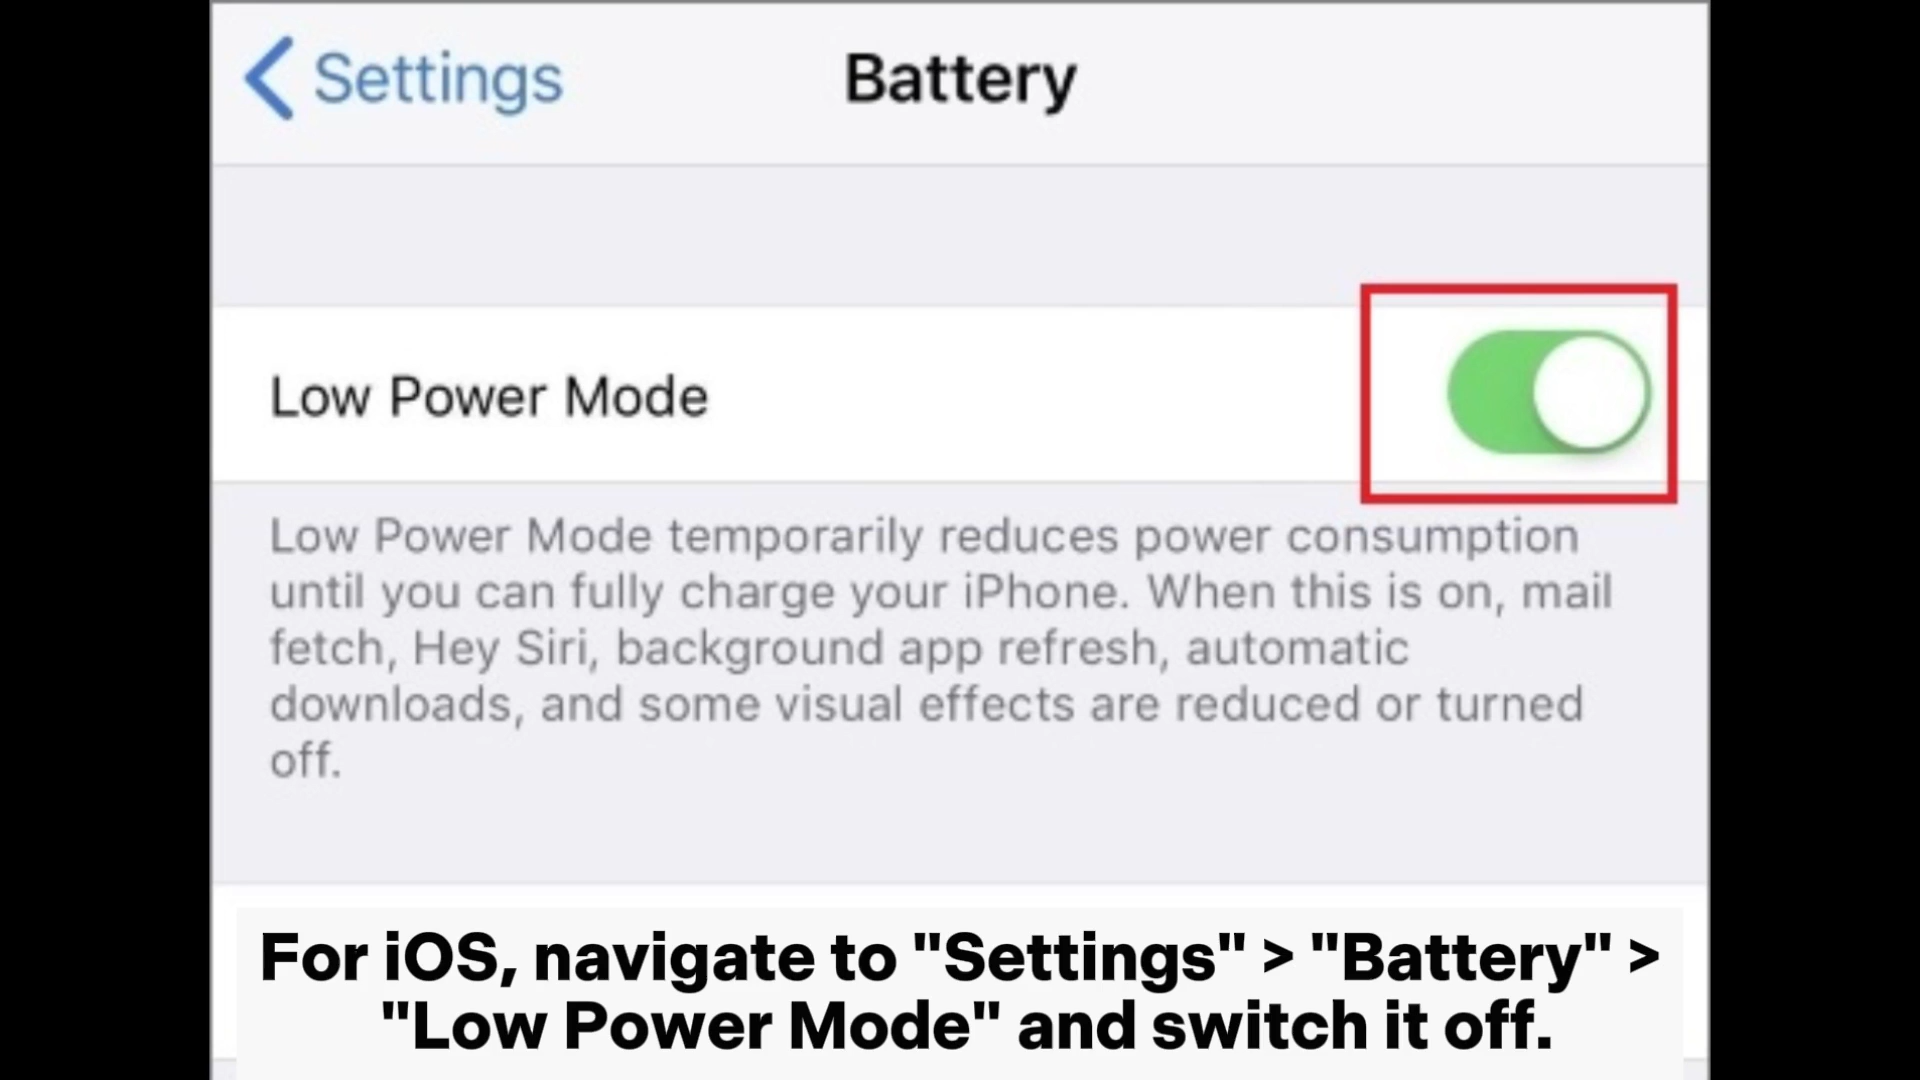 Settings
Battery
Low Power Mode
Low Power Mode temporarily reduces power consumption
until you can fully charge your iPhone. When this is on, mail
fetch, Hey Siri, background app refresh, automatic
downloads, and some visual effects are reduced or turned
off.
For iOS, navigate to "Settings" > "Battery" >
"Low Power Mode" and switch it off.